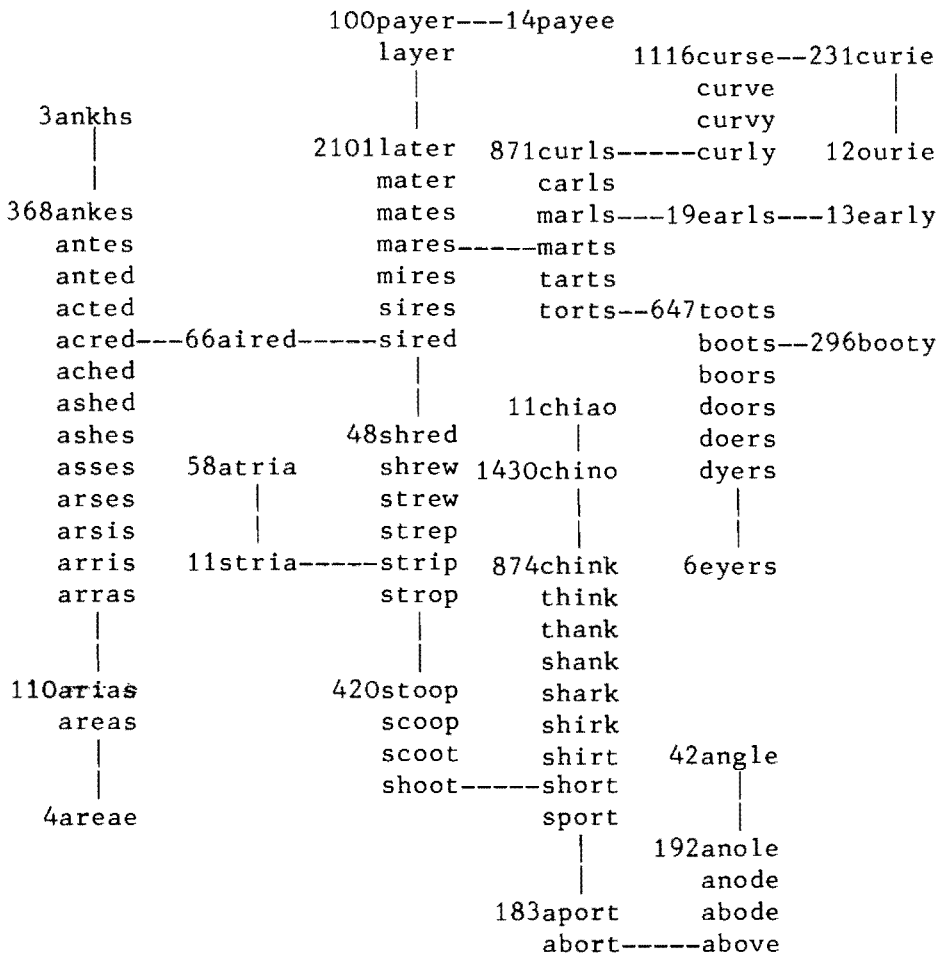 100payer---14payee
layer 1116curse--231curie
curve
3ankhs curvy
2101later 871curls-----curly 12ourie
mater carls
368ankes mates marls---19earls---13early
antes mares-----marts
anted mires tarts
acted sires torts--647toots
acred---66aired-----sired boots--296booty
ached boors
ashed 11chiao doors
ashes 48shred doers
asses 58atria shrew 1430chino dyers
arses strew
arsis strep
arris 11stria-----strip 874chink 6eyers
arras strop think
thank
shank
110arias 420stoop shark
areas scoop shirk
scoot shirt 42angle
shoot-----short
4areae sport
192anole
anode
183aport abode
abort-----above